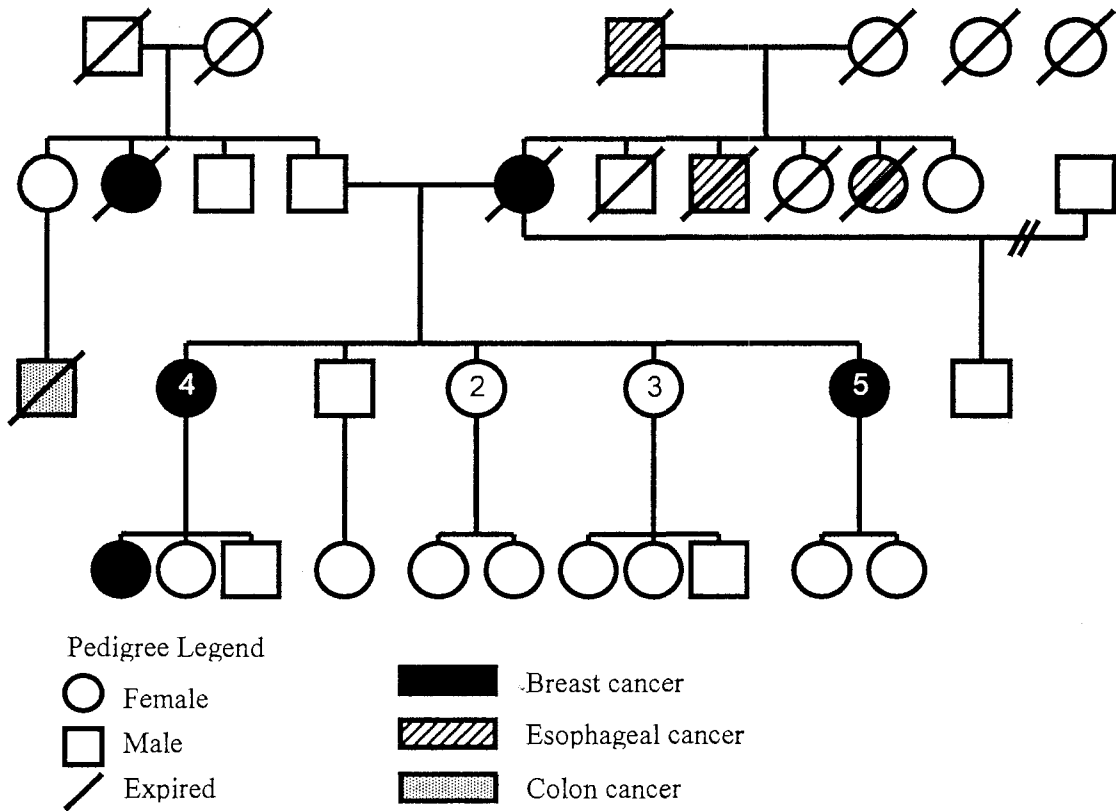 4 2 3 5
Pedigree Legend
Female
Male
Expired
Breast cancer
Esophageal cancer
Colon cancer